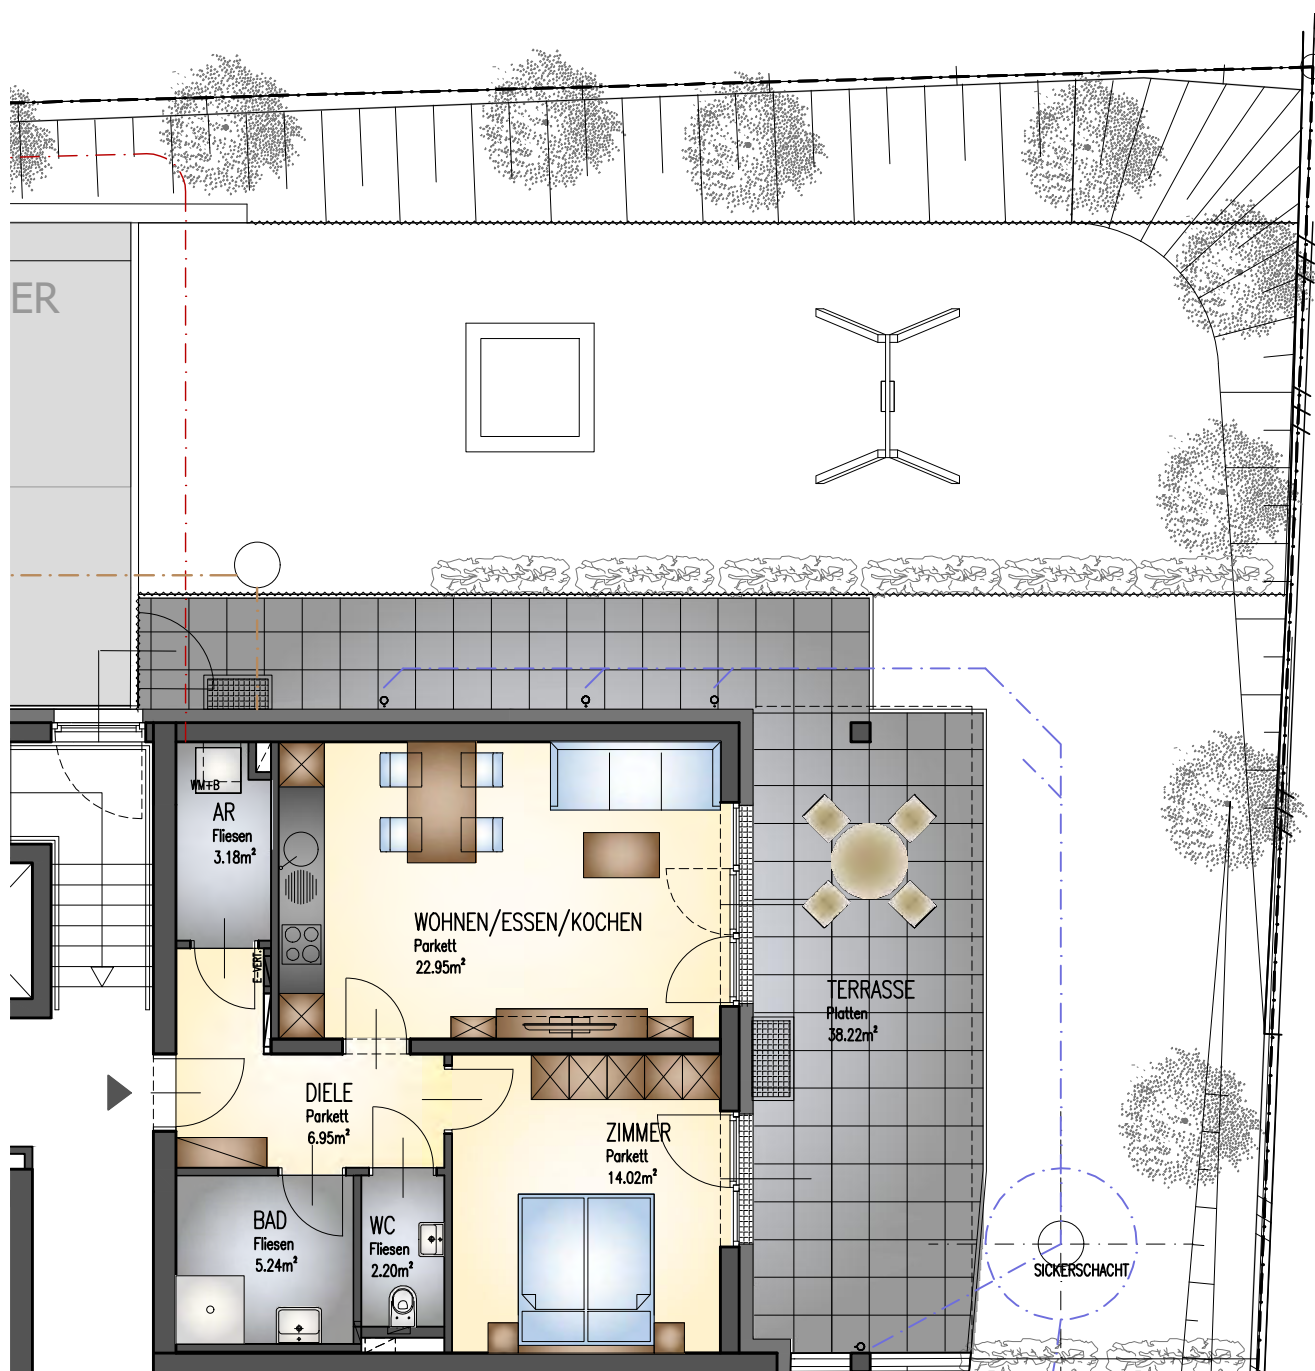 ER
WM+B
AR
Fliesen
3.18m²
E-VERT.
WOHNEN/ESSEN/KOCHEN
Parkett
22.95m²
TERRASSE
Platten
38.22m²
DIELE
Parkett
6.95m²
ZIMMER
Parkett
14.02m²
BAD
Fliesen
5.24m²
WC
Fliesen
2.20m²
SICKERSCHACHT